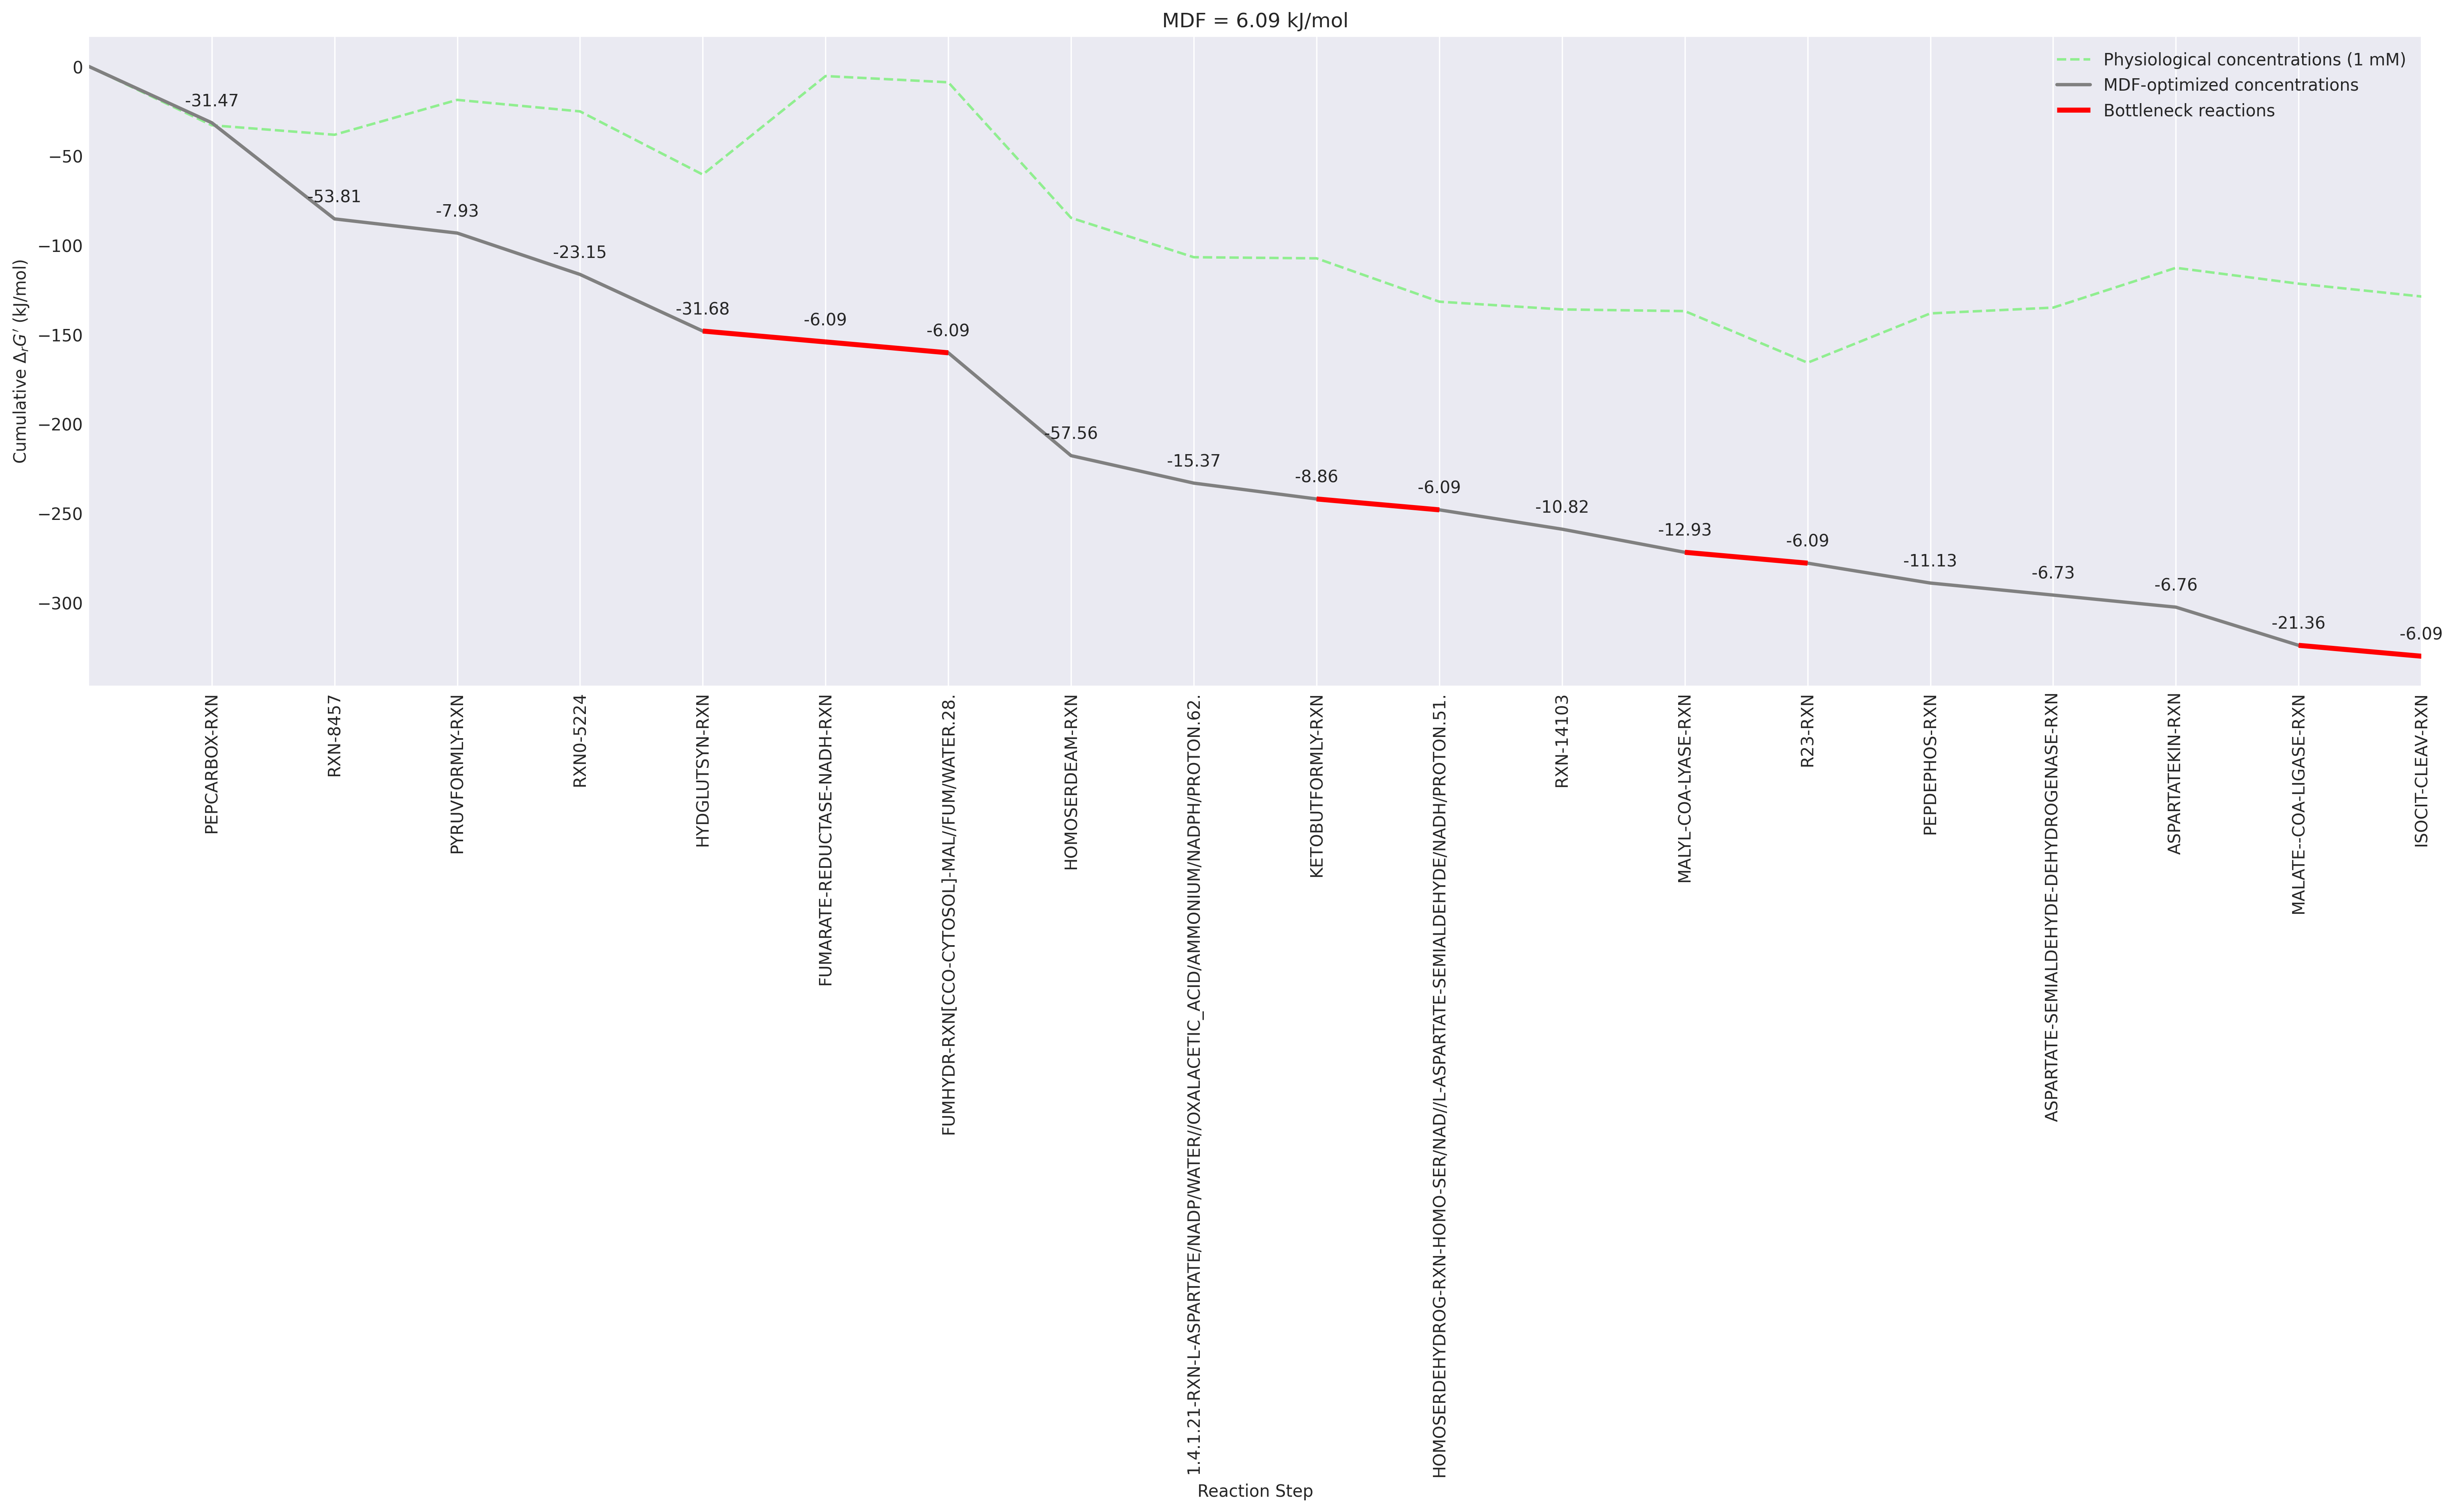 MDF = 6.09 kJ/mol
Physiological concentrations (1 mM)
MDF-optimized concentrations
Bottleneck reactions
Cumulative ΔrG′ (kJ/mol)
0
−50
−100
−150
−200
−250
−300
-31.47
-53.81
-7.93
-23.15
-31.68
-6.09
-6.09
-57.56
-15.37
-8.86
-6.09
-10.82
-12.93
-6.09
-11.13
-6.73
-6.76
-21.36
-6.09
PEPCARBOX-RXN
RXN-8457
PYRUVFORMLY-RXN
RXN0-5224
HYDGLUTSYN-RXN
FUMARATE-REDUCTASE-NADH-RXN
FUMHYDR-RXN[CCO-CYTOSOL]-MAL//FUM/WATER.28.
HOMOSERDEAM-RXN
1.4.1.21-RXN-L-ASPARTATE/NADP/WATER//OXALACETIC_ACID/AMMONIUM/NADPH/PROTON.62.
KETOBUTFORMLY-RXN
HOMOSERDEHYDROG-RXN-HOMO-SER/NAD//L-ASPARTATE-SEMIALDEHYDE/NADH/PROTON.51.
RXN-14103
MALYL-COA-LYASE-RXN
R23-RXN
PEPDEPHOS-RXN
ASPARTATE-SEMIALDEHYDE-DEHYDROGENASE-RXN
ASPARTATEKIN-RXN
MALATE--COA-LIGASE-RXN
ISOCIT-CLEAV-RXN
Reaction Step